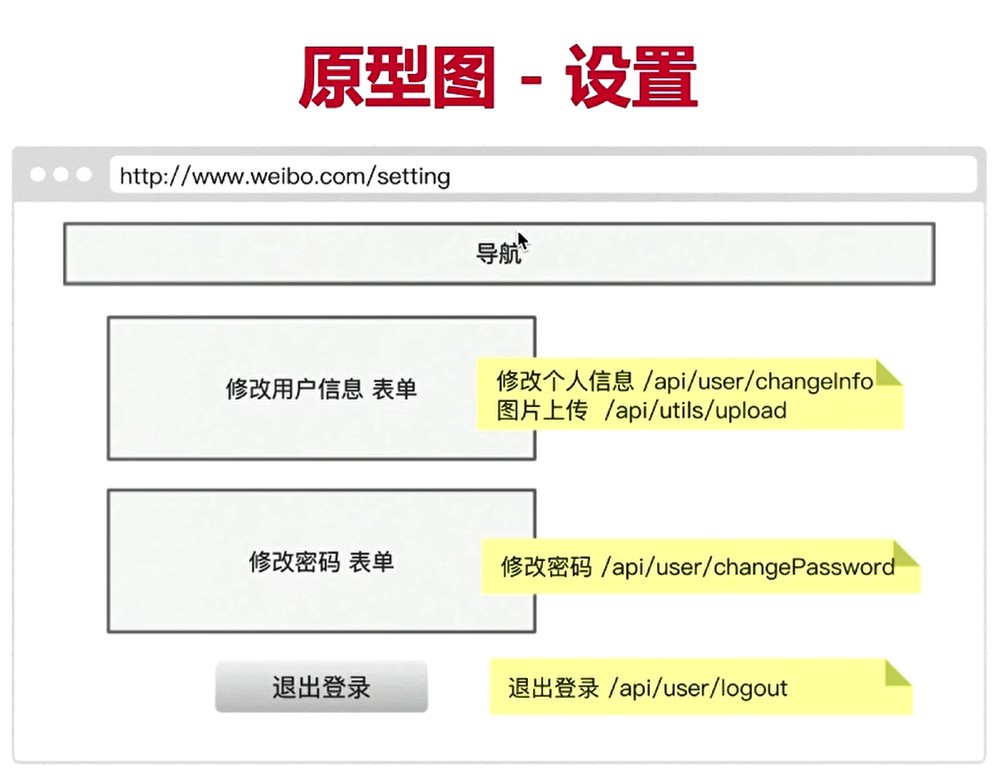 原型图 - 设置
http://www.weibo.com/setting
导航
修改用户信息 表单
修改个人信息 /api/user/changeInfo
图片上传 /api/utils/upload
修改密码 表单
修改密码 /api/user/changePassword
退出登录
退出登录 /api/user/logout